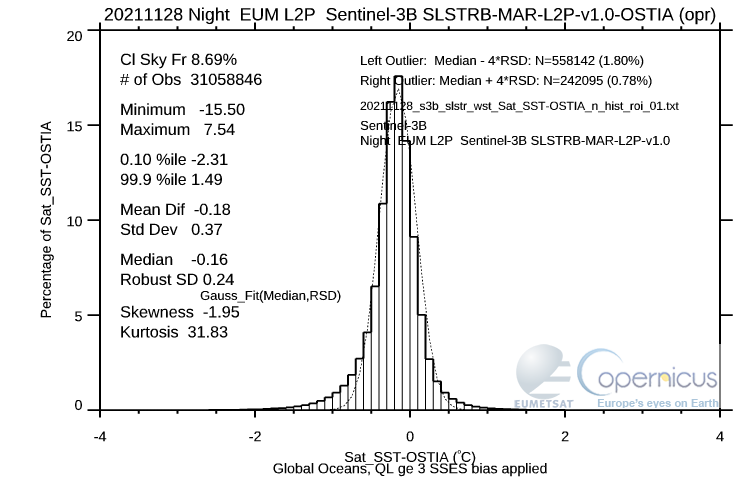 20211128 Night EUM L2P Sentinel-3B SLSTRB-MAR-L2P-v1.0-OSTIA (opr)
Cl Sky Fr 8.69%
# of Obs 31058846
Minimum -15.50
Maximum 7.54
0.10 %ile -2.31
99.9 %ile 1.49
Mean Dif -0.18
Std Dev 0.37
Median -0.16
Robust SD 0.24
Gauss_Fit(Median,RSD)
Skewness -1.95
Kurtosis 31.83
Left Outlier: Median - 4*RSD: N=558142 (1.80%)
Right Outlier: Median + 4*RSD: N=242095 (0.78%)
20211128_s3b_slstr_wst_Sat_SST-OSTIA_n_hist_roi_01.txt
Sentinel-3B
Night EUM L2P Sentinel-3B SLSTRB-MAR-L2P-v1.0
Percentage of Sat_SST-OSTIA
20
15
10
5
0
EUMETSAT
opernicus
Europe's eyes on Earth
-4 -2 0 2 4
Sat_SST-OSTIA (°C)
Global Oceans, QL ge 3 SSES bias applied